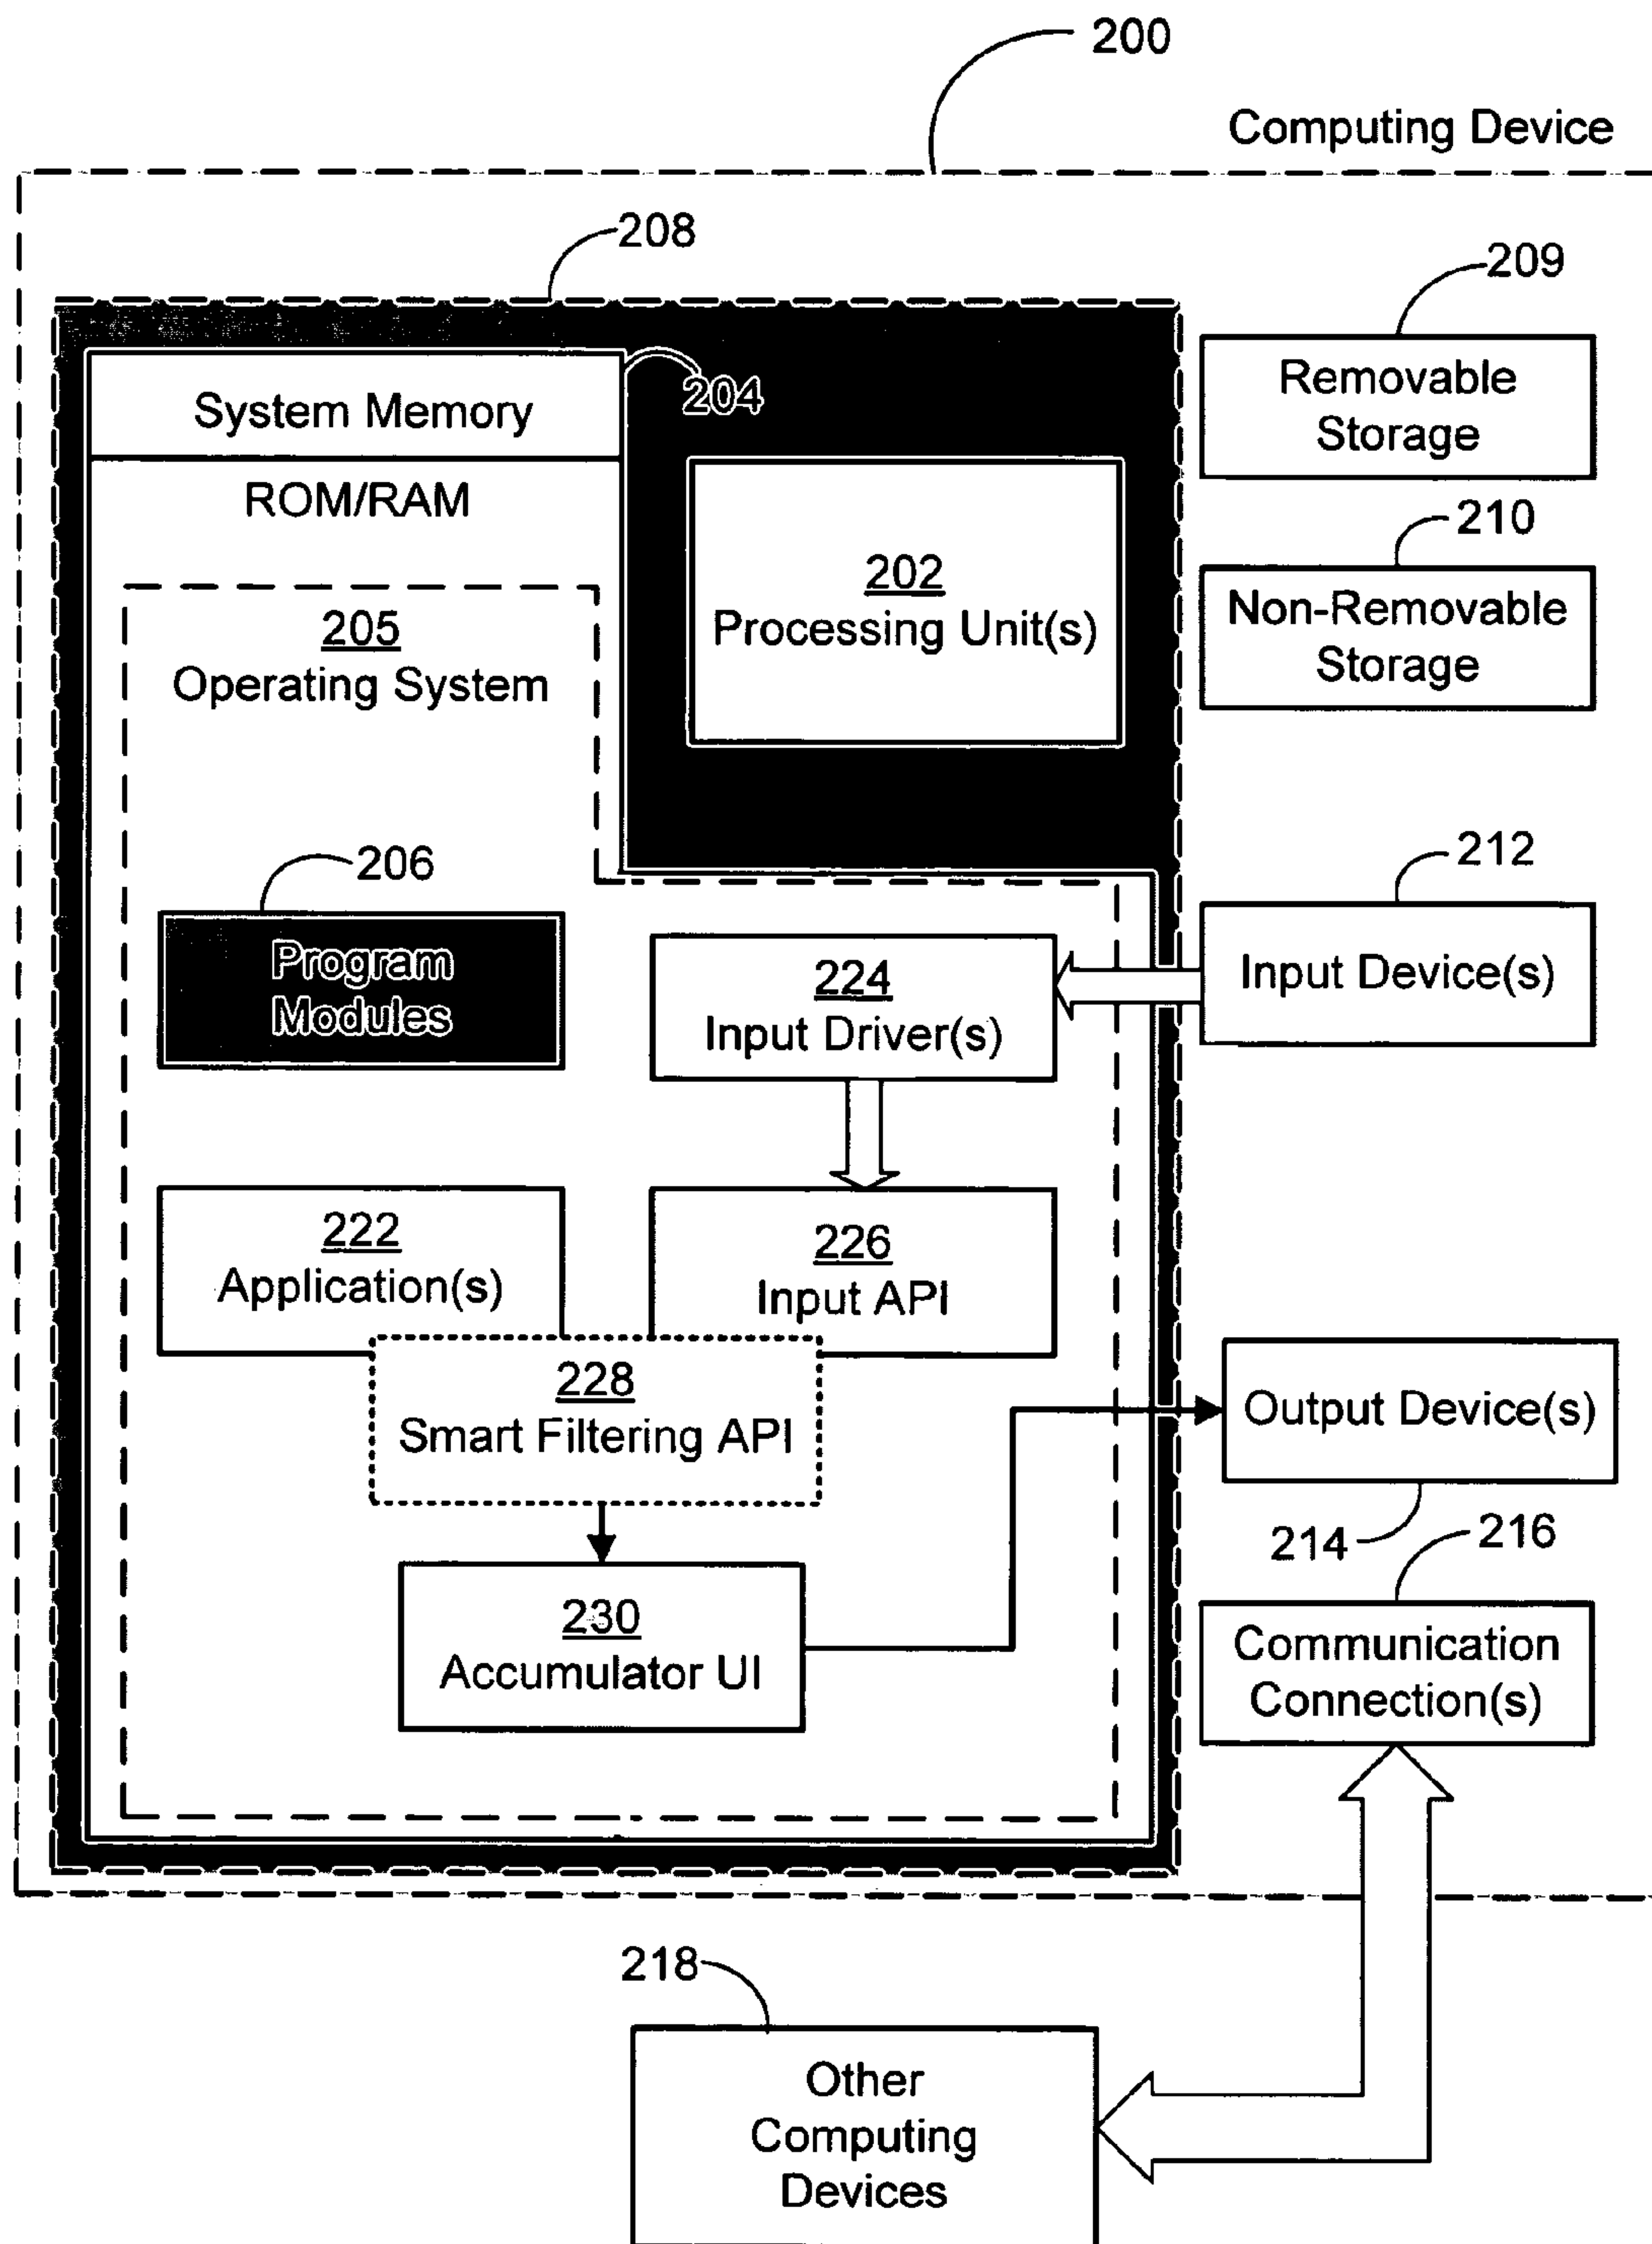 200
Computing Device
208
209
Removable
Storage
System Memory
204
ROM/RAM
210
Non-Removable
Storage
202
Processing Unit(s)
205
Operating System
206
Program
Modules
212
Input Device(s)
224
Input Driver(s)
222
Application(s)
226
Input API
228
Smart Filtering API
Output Device(s)
214
216
230
Accumulator UI
Communication
Connection(s)
218
Other
Computing
Devices